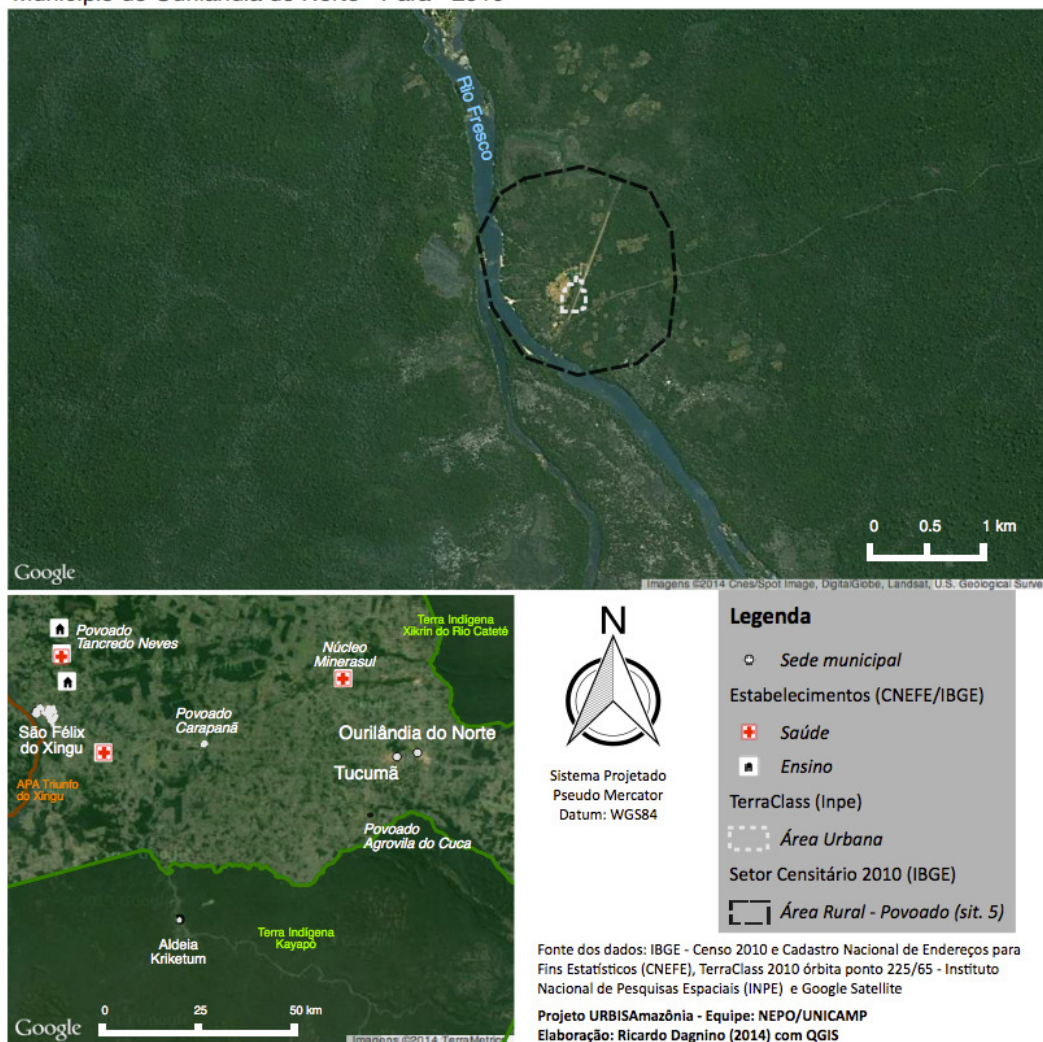 Rio Fresco
0 0.5 1 km
Google
Imagens ©2014 Cnes/Spot Image, DigitalGlobe, Landsat, U.S. Geological Surve
Povoado
Tancredo Neves
Terra Indígena
Xikrin do Rio Cateté
Núcleo
Minerasul
Povoado
Carapanã
São Félix
do Xingu
Ourilândia do Norte
Tucumã
APA Triunfo
do Xingu
Povoado
Agrovila do Cuca
Aldeia
Kriketum
Terra Indígena
Kayapó
0 25 50 km
Google
Imagens ©2014 TerraMetrics
N
Sistema Projetado
Pseudo Mercator
Datum: WGS84
Legenda
Sede municipal
Estabelecimentos (CNEFE/IBGE)
Saúde
Ensino
TerraClass (Inpe)
Área Urbana
Setor Censitário 2010 (IBGE)
Área Rural - Povoado (sit. 5)
Fonte dos dados: IBGE - Censo 2010 e Cadastro Nacional de Endereços para
Fins Estatísticos (CNEFE), TerraClass 2010 órbita ponto 225/65 - Instituto
Nacional de Pesquisas Espaciais (INPE) e Google Satellite
Projeto URBISAmazônia - Equipe: NEPO/UNICAMP
Elaboração: Ricardo Dagnino (2014) com QGIS